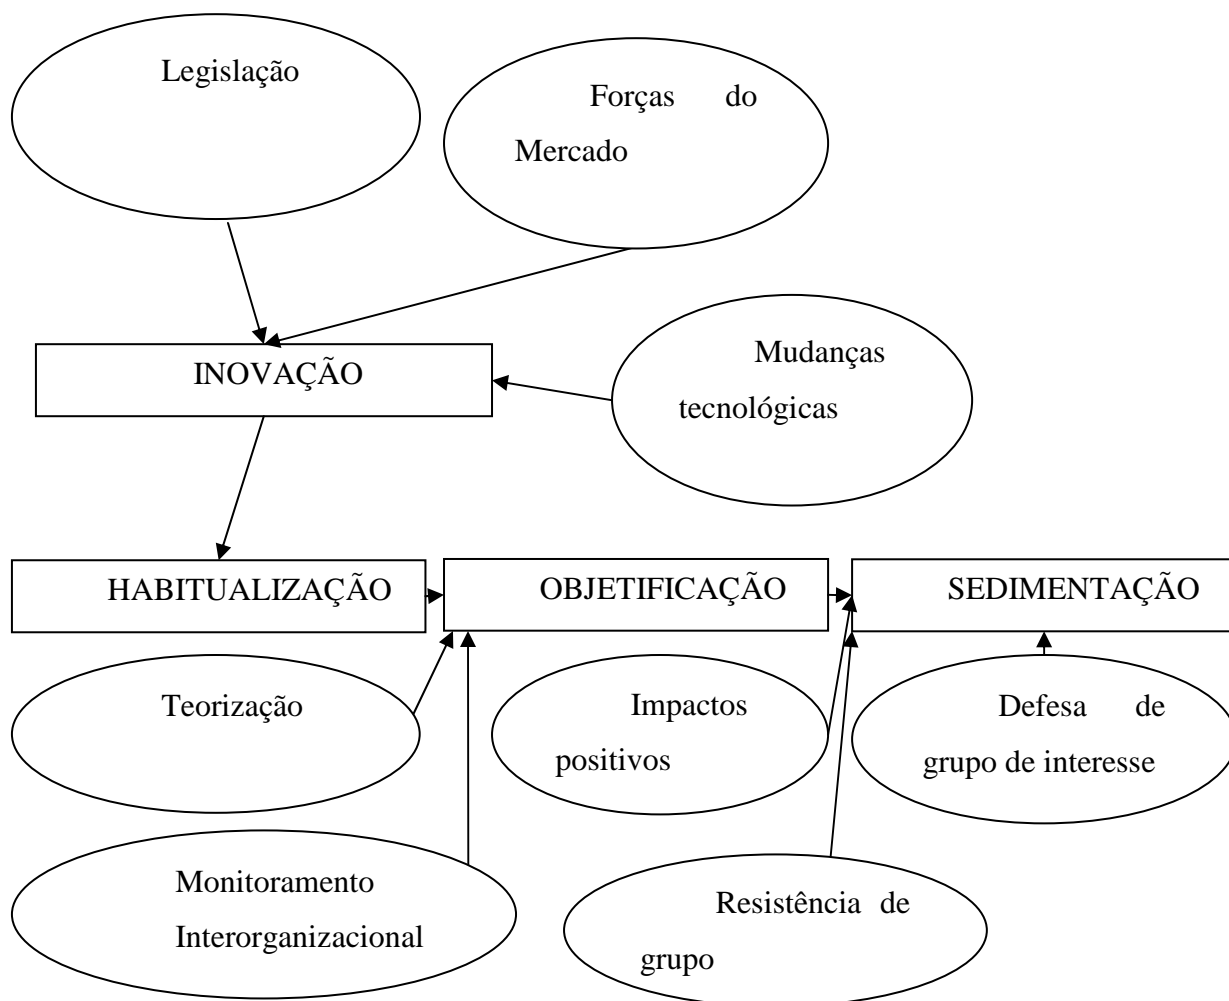 Legislação
Forças do
Mercado
INOVAÇÃO
Mudanças
tecnológicas
HABITUALIZAÇÃO
OBJETIFICAÇÃO
SEDIMENTAÇÃO
Teorização
Impactos
positivos
Defesa de
grupo de interesse
Monitoramento
Interorganizacional
Resistência de
grupo